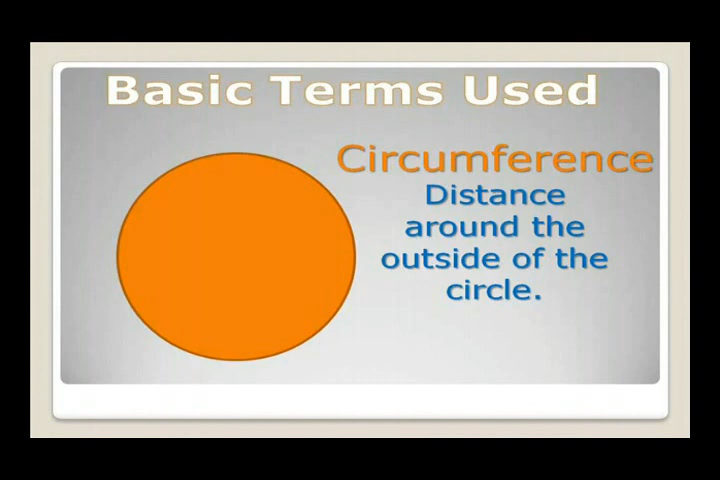 Basic Terms Used
Circumference
Distance
around the
outside of the
circle.